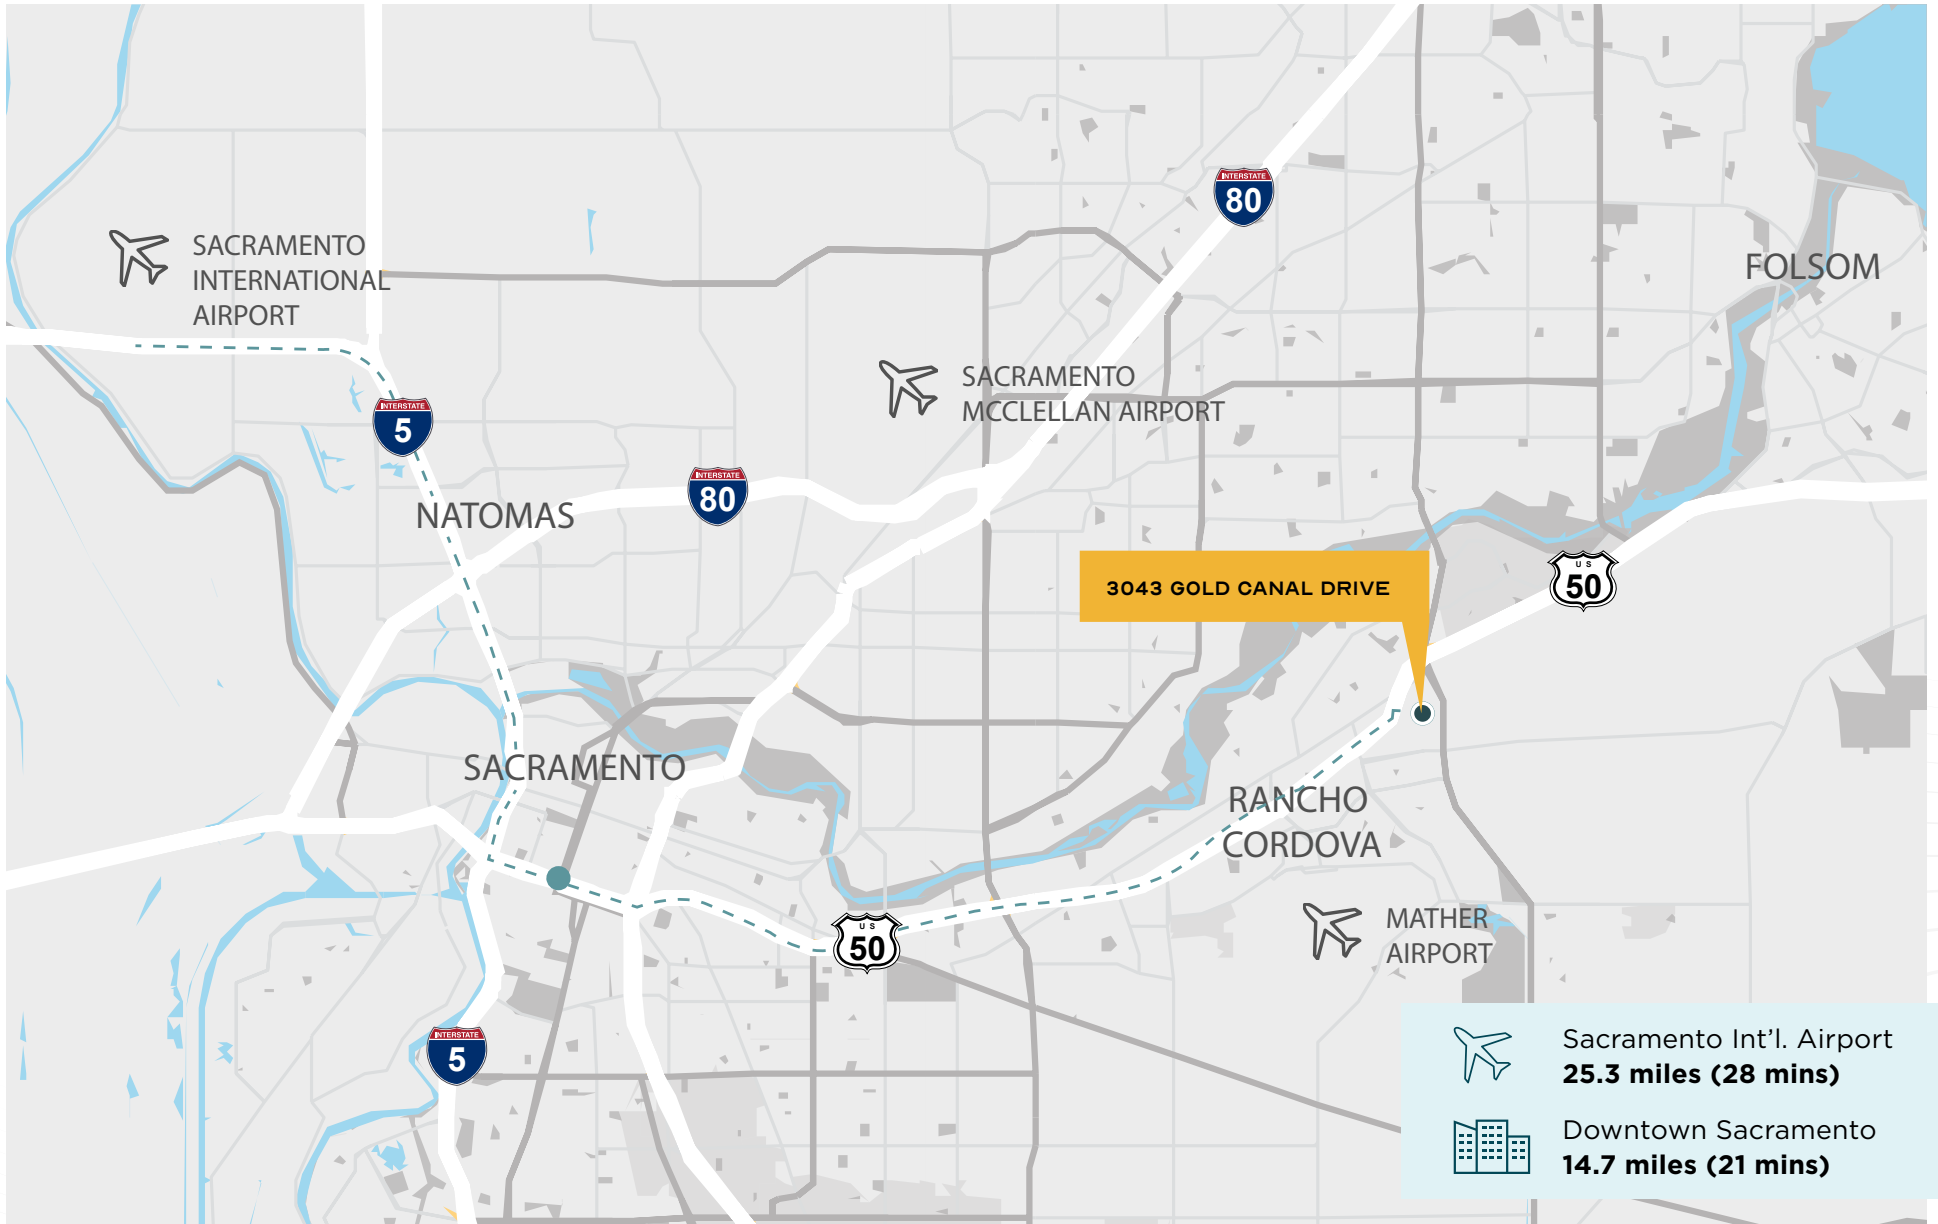 INTERSTATE
80
SACRAMENTO
INTERNATIONAL
AIRPORT
FOLSOM
SACRAMENTO
MCCLELLAN AIRPORT
INTERSTATE
5
INTERSTATE
80
NATOMAS
3043 GOLD CANAL DRIVE
US
50
SACRAMENTO
RANCHO
CORDOVA
US
50
MATHER
AIRPORT
INTERSTATE
5
Sacramento Int’l. Airport
25.3 miles (28 mins)
Downtown Sacramento
14.7 miles (21 mins)